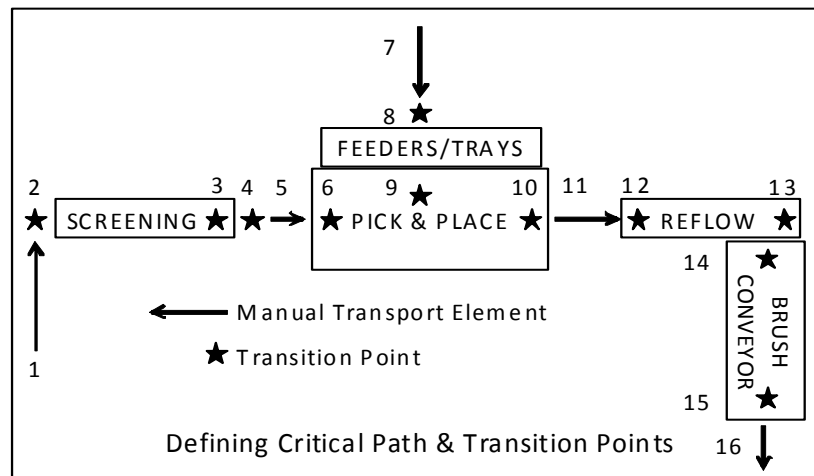 7
8
FEEDERS/TRAYS
2 3 4 5 6 9 10 11 12 13
SCREENING PICK & PLACE REFLOW
14
BRUSH CONVEYOR
Manual Transport Element
Transition Point
1
15
Defining Critical Path & Transition Points 16